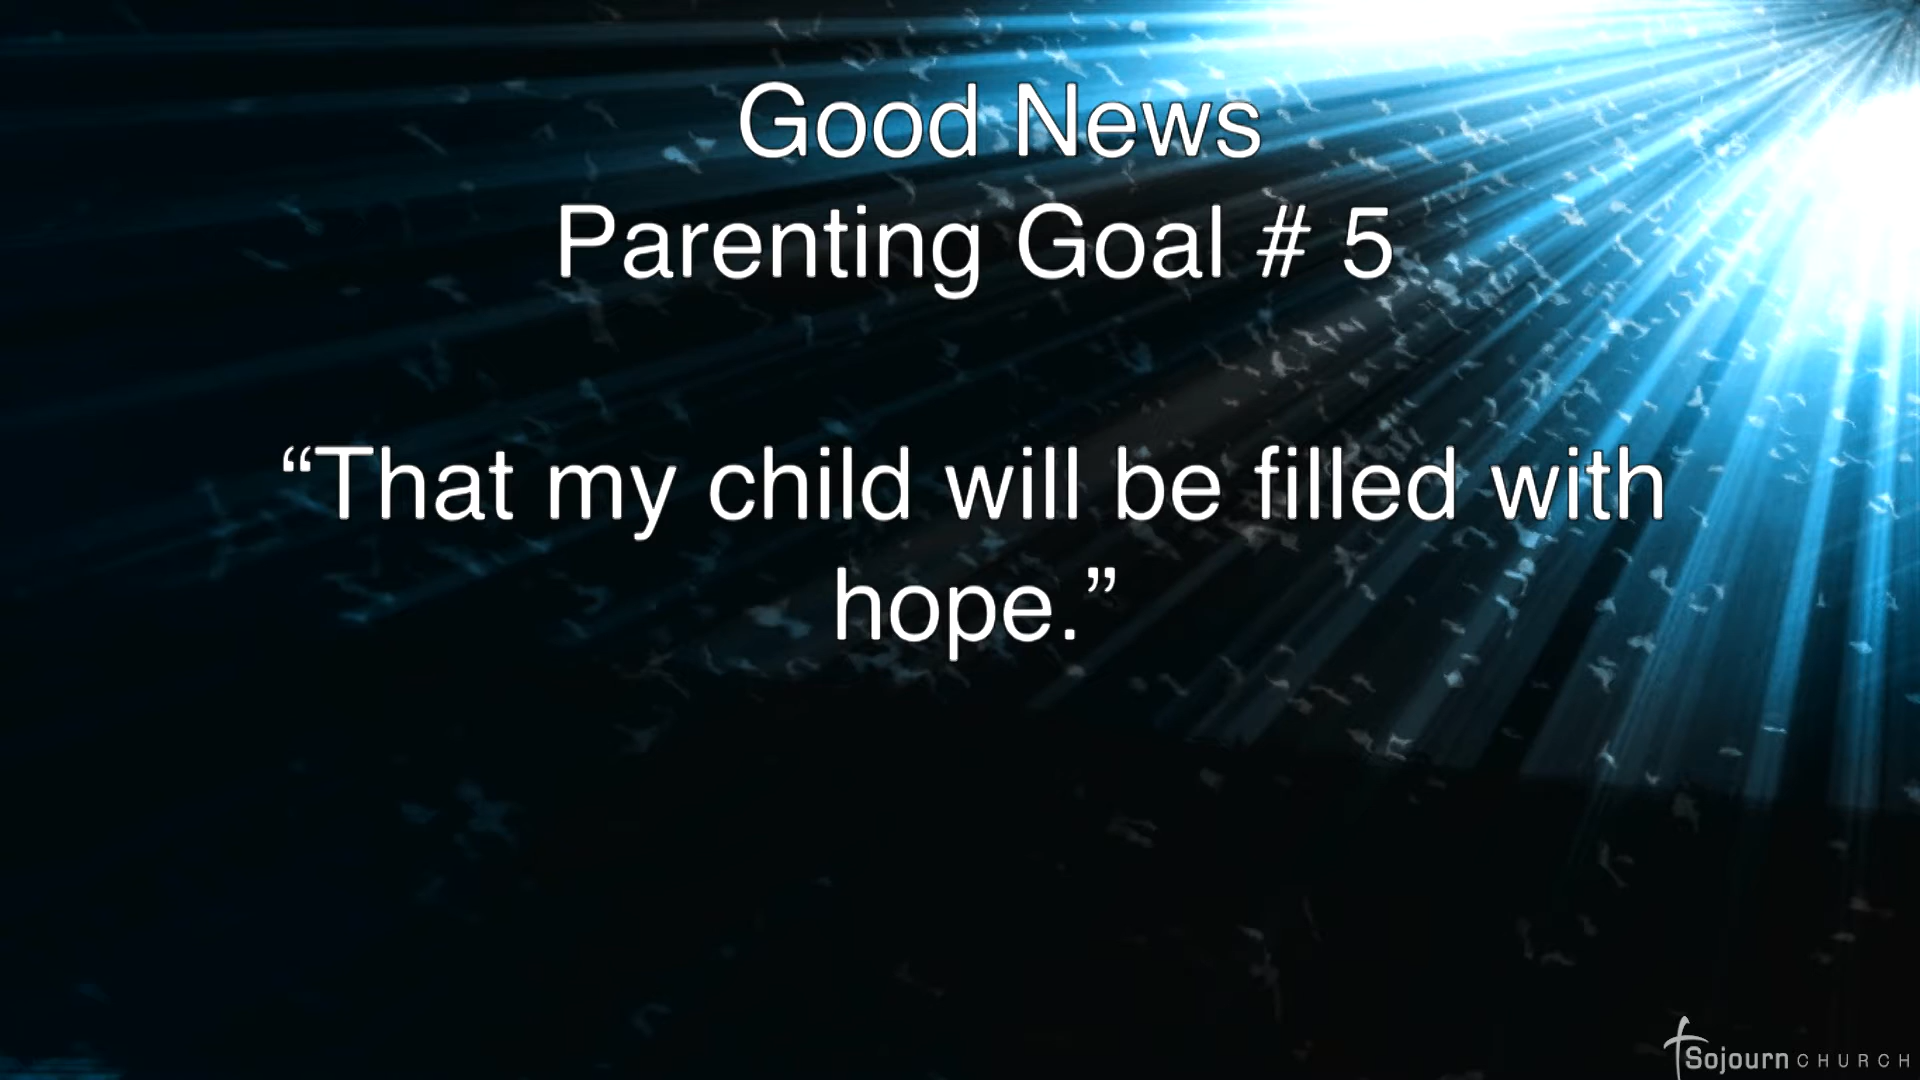 Good News
Parenting Goal # 5
“That my child will be filled with
hope.”
Sojourn CHURCH